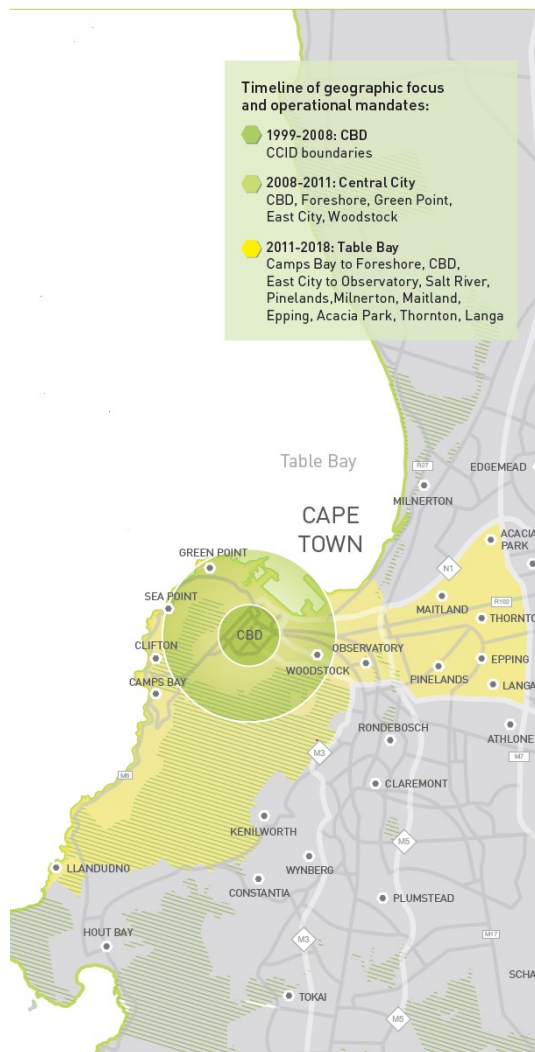 Timeline of geographic focus
and operational mandates:
1999-2008: CBD
CCID boundaries
2008-2011: Central City
CBD, Foreshore, Green Point,
East City, Woodstock
2011-2018: Table Bay
Camps Bay to Foreshore, CBD,
East City to Observatory, Salt River,
Pinelands,Milnerton, Maitland,
Epping, Acacia Park, Thornton, Langa
Table Bay
R27
EDGEMEAD
MILNERTON
CAPE
TOWN
ACACIA
PARK
GREEN POINT
N1
SEA POINT
MAITLAND
R102
THORNTO
CBD
CLIFTON
OBSERVATORY
WOODSTOCK
EPPING
PINELANDS
CAMPS BAY
LANGA
RONDEBOSCH
ATHLONE
M3
M7
M6
CLAREMONT
KENILWORTH
M5
WYNBERG
LLANDUDNO
CONSTANTIA
PLUMSTEAD
HOUT BAY
M3
M17
SCHA
TOKAI
M5